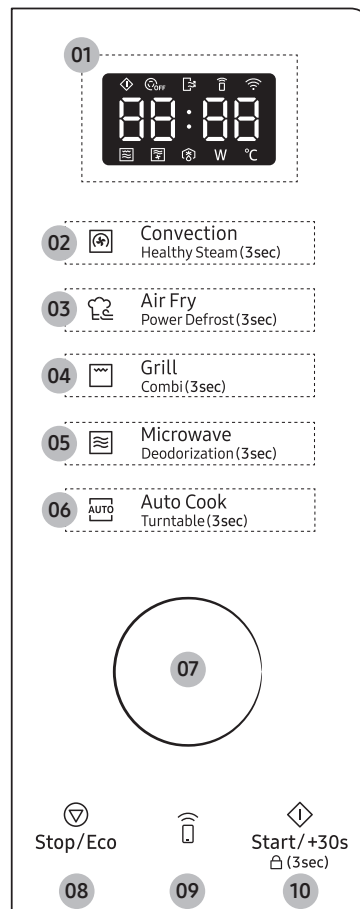 01
OFF
88:88
W °C
02 Convection
Healthy Steam (3sec)
03 Air Fry
Power Defrost (3sec)
04 Grill
Combi (3sec)
05 Microwave
Deodorization (3sec)
06 AUTO Auto Cook
Turntable (3sec)
07
Stop/Eco Start/+30s
(3sec)
08 09 10